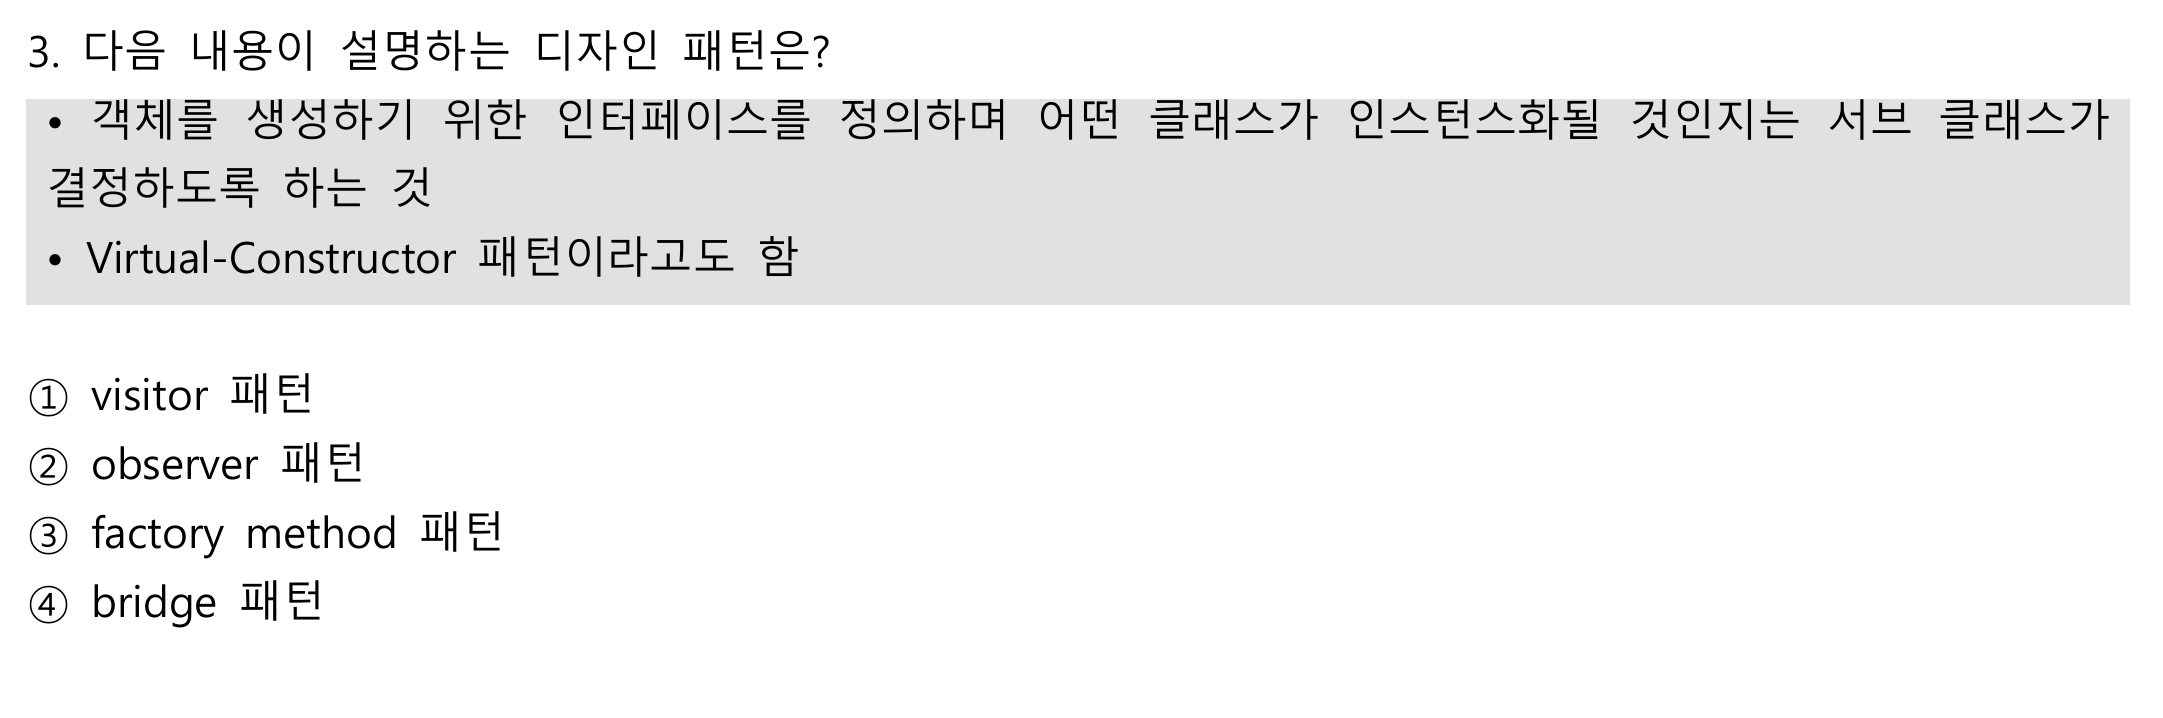 3. 다음 내용이 설명하는 디자인 패턴은?
• 객체를 생성하기 위한 인터페이스를 정의하며 어떤 클래스가 인스턴스화될 것인지는 서브 클래스가
결정하도록 하는 것
• Virtual-Constructor 패턴이라고도 함
① visitor 패턴
② observer 패턴
③ factory method 패턴
④ bridge 패턴